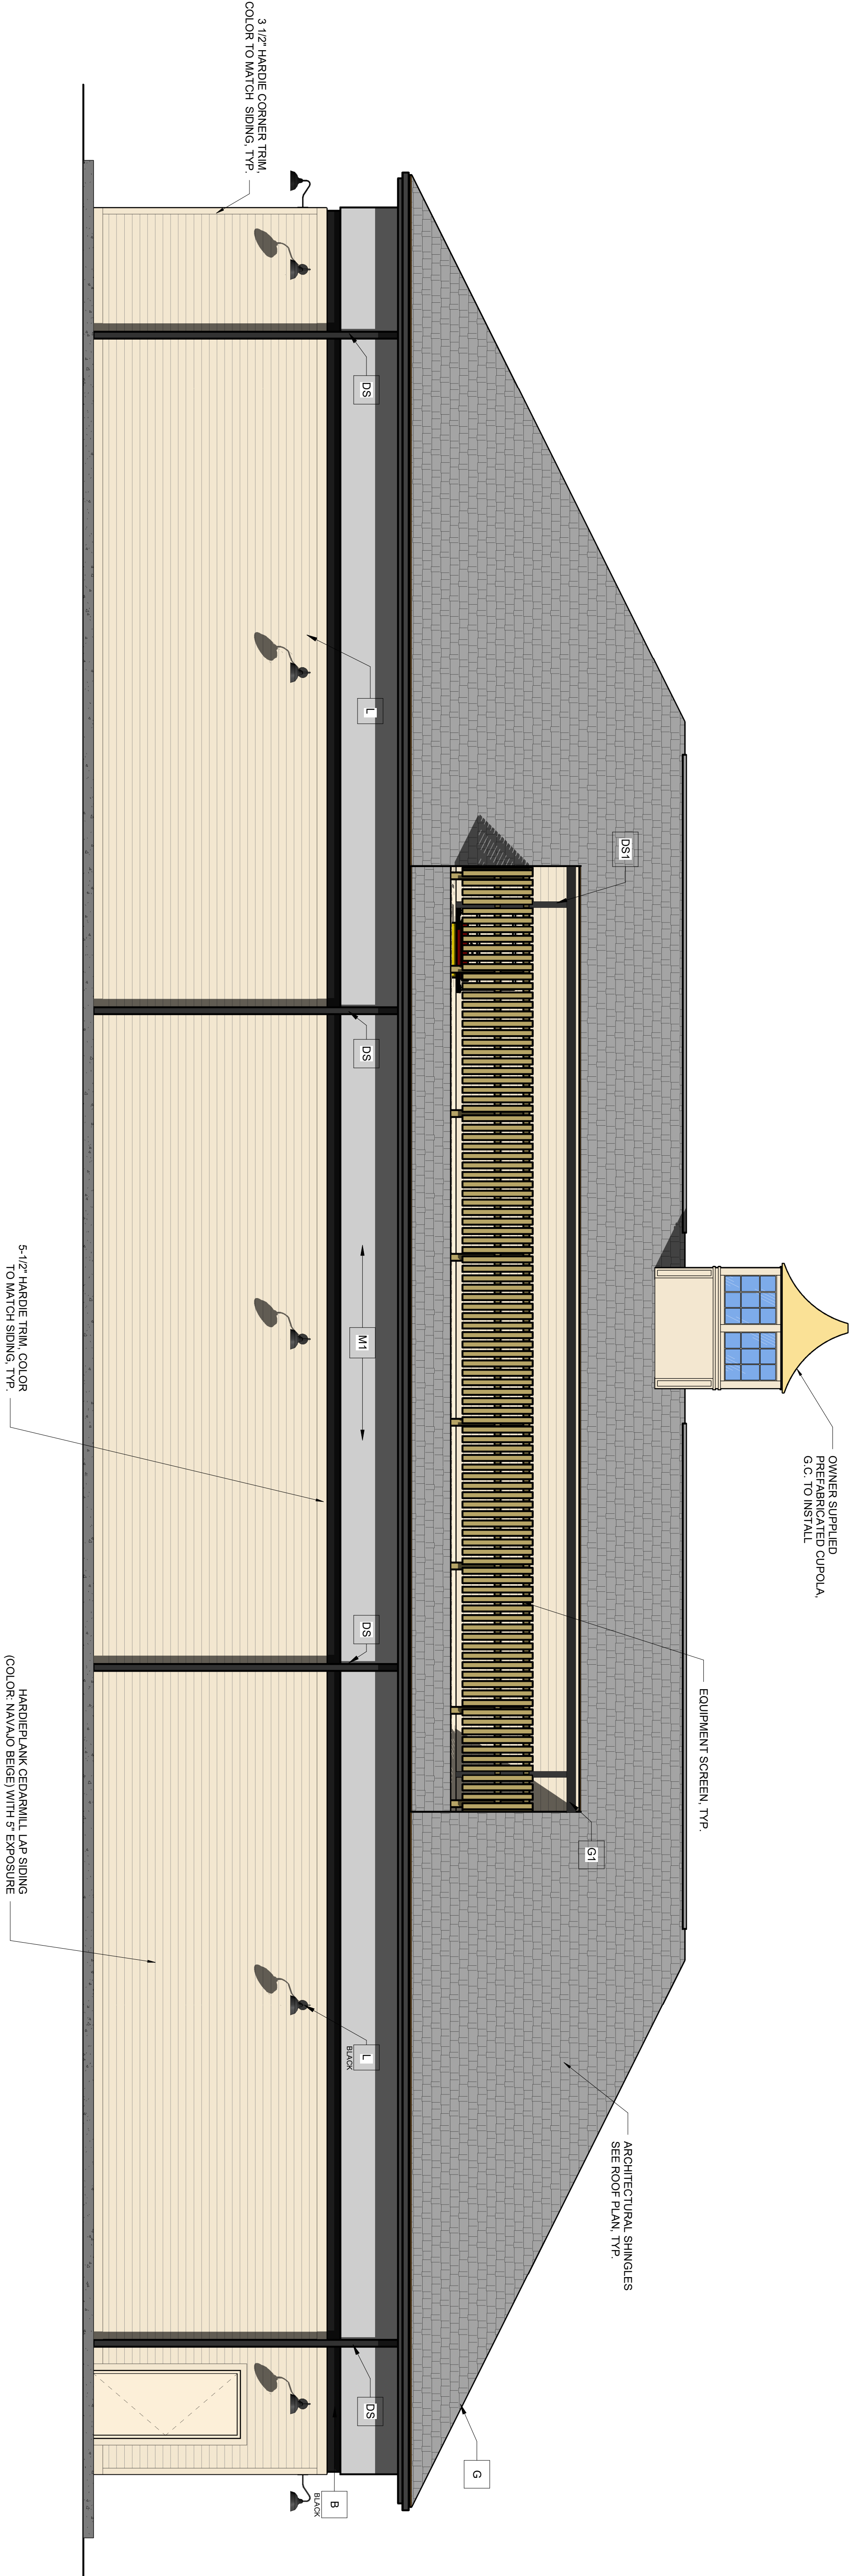 OWNER SUPPLIED
PREFABRICATED CUPOLA,
G.C. TO INSTALL
EQUIPMENT SCREEN, TYP.
ARCHITECTURAL SHINGLES
SEE ROOF PLAN, TYP.
DS1
G1
G
3 1/2" HARDIE CORNER TRIM,
COLOR TO MATCH SIDING, TYP.
DS
L
DS
M1
DS
L
BLACK
DS
B
BLACK
5-1/2" HARDIE TRIM, COLOR
TO MATCH SIDING, TYP.
HARDIEPLANK CEDARMILL LAP SIDING
(COLOR: NAVAJO BEIGE) WITH 5" EXPOSURE